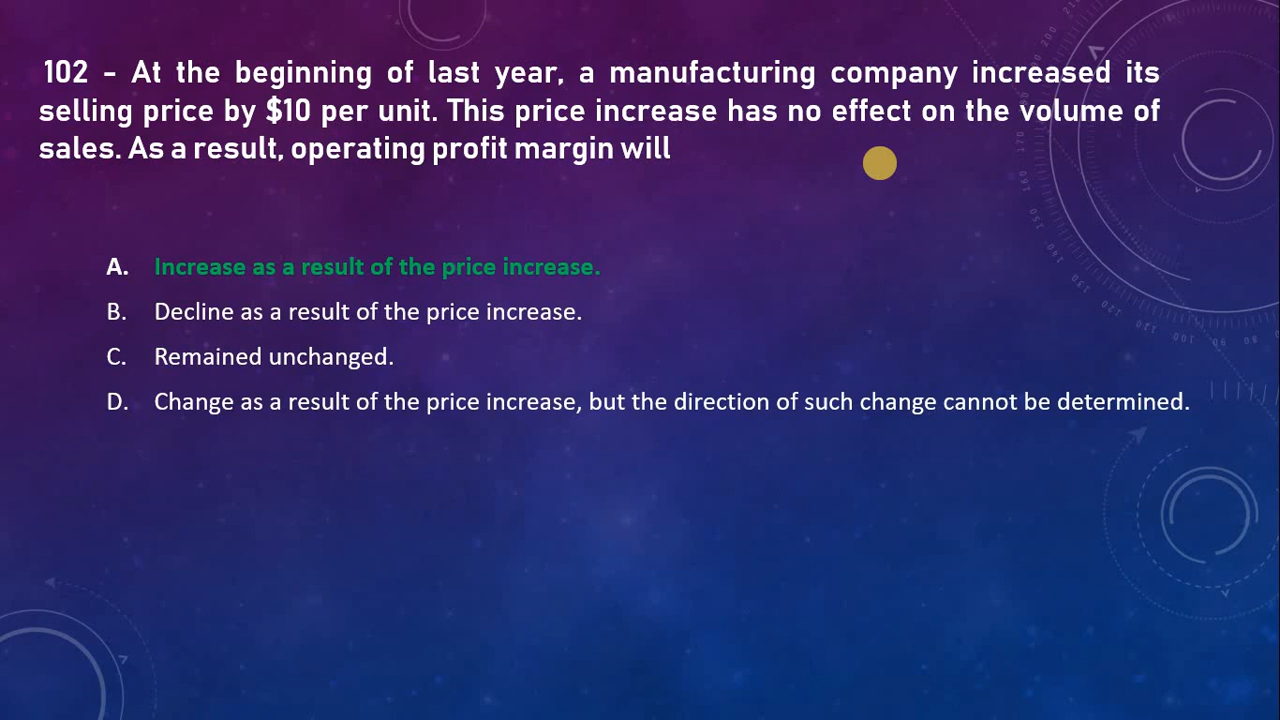 102 - At the beginning of last year, a manufacturing company increased its
selling price by $10 per unit. This price increase has no effect on the volume of
sales. As a result, operating profit margin will
A. Increase as a result of the price increase.
B. Decline as a result of the price increase.
C. Remained unchanged.
D. Change as a result of the price increase, but the direction of such change cannot be determined.